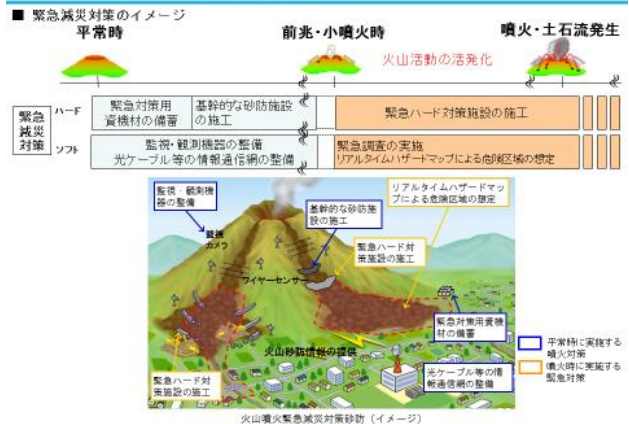 ■ 緊急減災対策のイメージ
平常時
前兆・小噴火時
噴火・土石流発生
火山活動の活発化
緊急
減災
対策
ハード
緊急対策用
資機材の備蓄
基幹的な砂防施設
の施工
緊急ハード対策施設の施工
ソフト
監視・観測機器の整備
光ケーブル等の情報通信網の整備
緊急調査の実施
リアルタイムハザードマップによる危険区域の想定
監視・観測機
器の整備
リアルタイムハザードマッ
プによる危険区域の想定
基幹的な砂防施
設の施工
監視
カメラ
緊急ハード対
策施設の施工
ワイヤーセンサー
緊急対策用資機
材の備蓄
火山砂防情報の提供
緊急ハード対
策施設の施工
光ケーブル等の情
報通信網の整備
平常時に実施する
噴火対策
噴火時に実施する
緊急対策
火山噴火緊急減災対策砂防(イメージ)